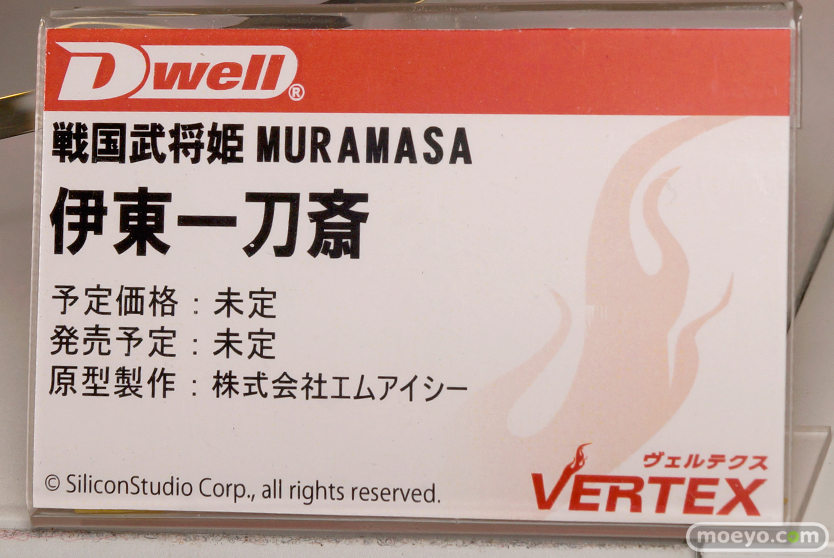 Dwell®
戦国武将姫 MURAMASA
伊東一刀斎
予定価格：未定
発売予定：未定
原型製作：株式会社エムアイシー
© SiliconStudio Corp., all rights reserved.
ヴェルテクス
VERTEX
moeyo.com